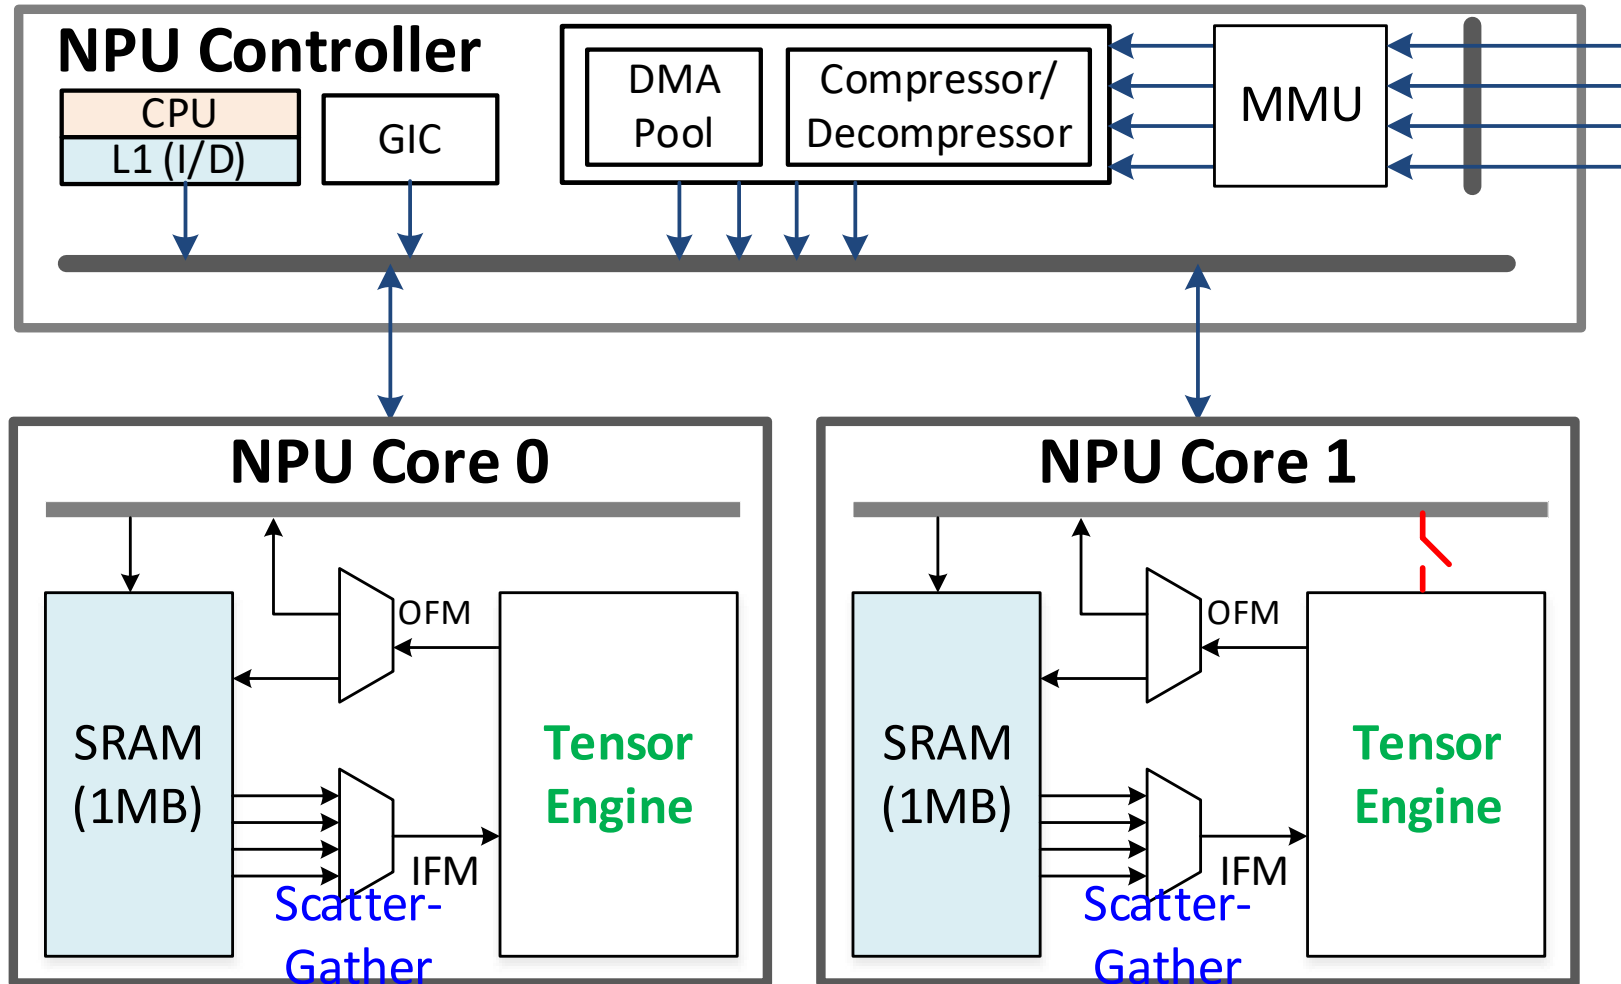 NPU Controller
CPU
L1 (I/D)
GIC
DMA
Pool
Compressor/
Decompressor
MMU
NPU Core 0
OFM
SRAM
(1MB)
Tensor
Engine
IFM
Scatter-
Gather
NPU Core 1
OFM
SRAM
(1MB)
Tensor
Engine
IFM
Scatter-
Gather